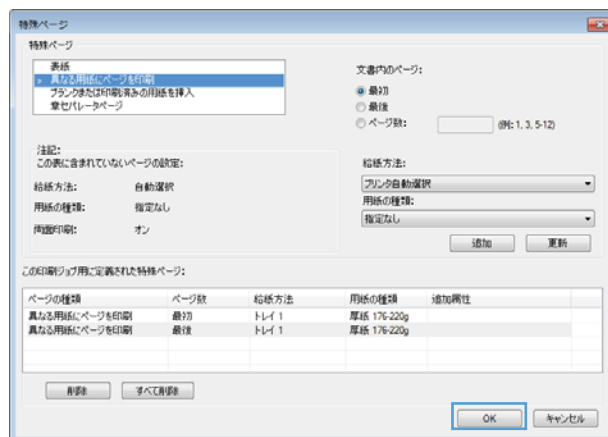 特殊ページ
特殊ページ
表紙
> 異なる用紙にページを印刷
ブランクまたは印刷済みの用紙を挿入
章セパレータページ
文書内のページ:
最初
最後
ページ数: (例: 1, 3, 5-12)
注記:
この表に含まれていないページの設定:
給紙方法: 自動選択
用紙の種類: 指定なし
両面印刷: オン
給紙方法:
プリンタ自動選択
用紙の種類:
指定なし
追加 更新
この印刷ジョブ用に定義された特殊ページ:
ページの種類 ページ数 給紙方法 用紙の種類 追加属性
異なる用紙にページを印刷 最初 トレイ 1 厚紙 176-220g
異なる用紙にページを印刷 最後 トレイ 1 厚紙 176-220g
削除 すべて削除
OK キャンセル